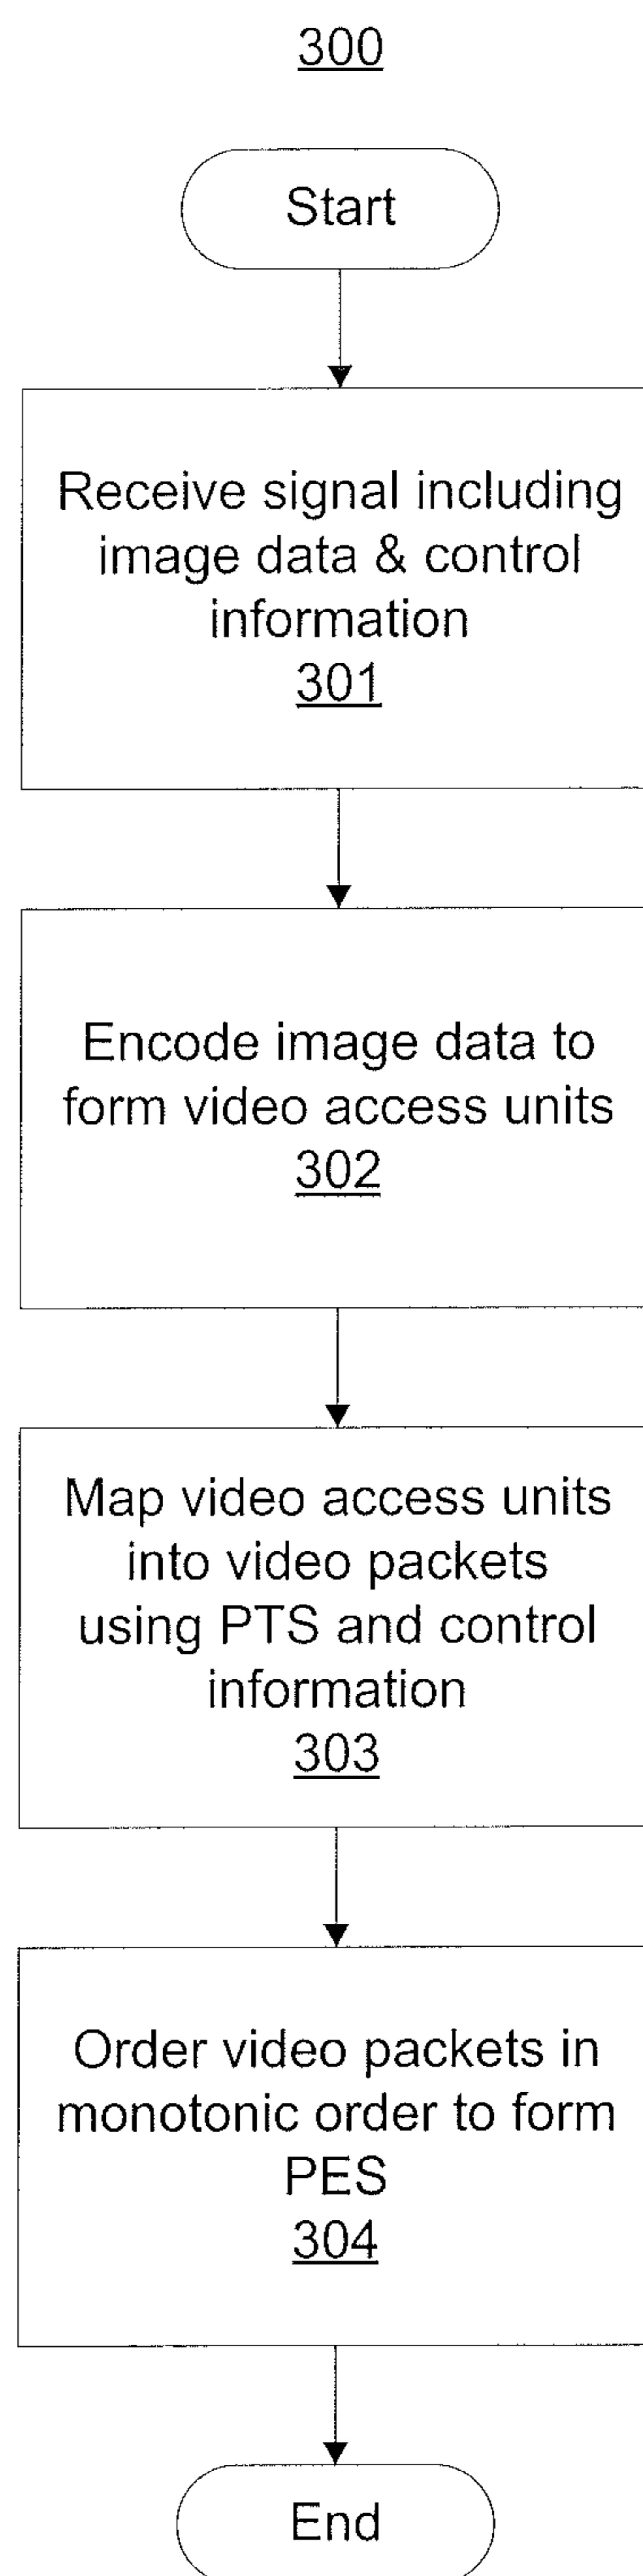 300
Start
Receive signal including
image data & control
information
301
Encode image data to
form video access units
302
Map video access units
into video packets
using PTS and control
information
303
Order video packets in
monotonic order to form
PES
304
End